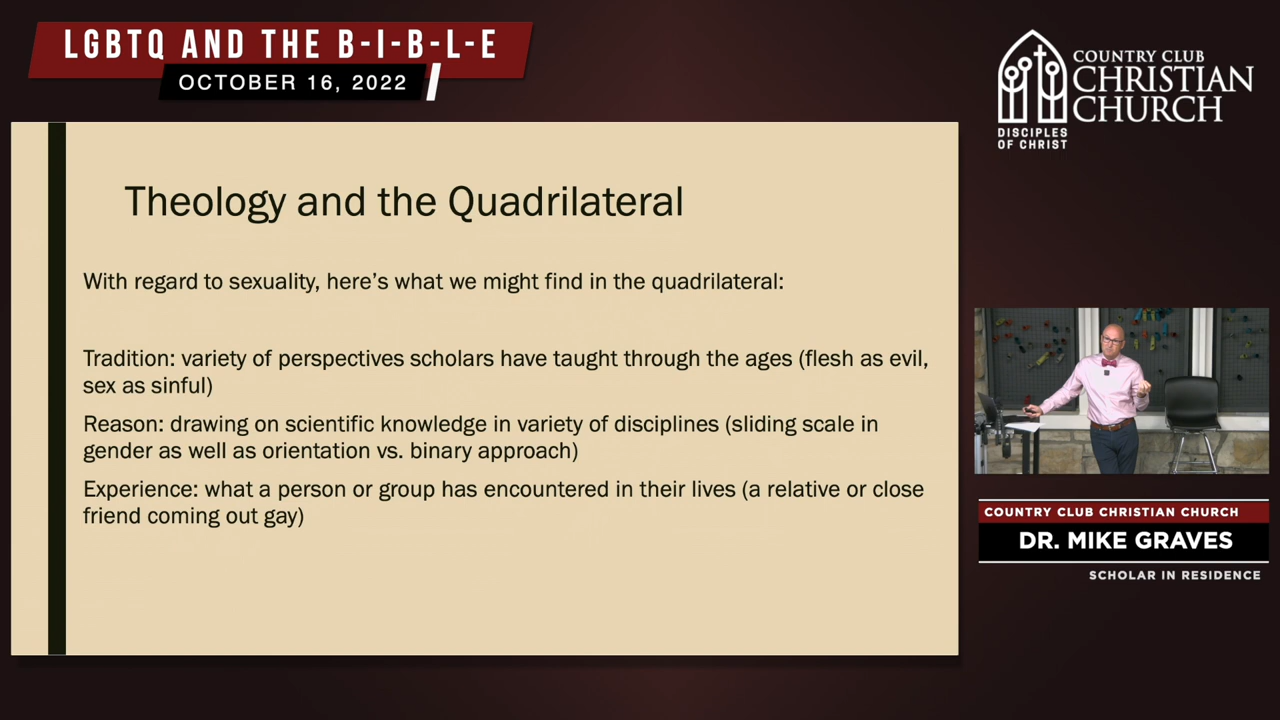 LGBTQ AND THE B-I-B-L-E
OCTOBER 16, 2022
COUNTRY CLUB
CHRISTIAN
CHURCH
DISCIPLES
OF CHRIST
Theology and the Quadrilateral
With regard to sexuality, here’s what we might find in the quadrilateral:
Tradition: variety of perspectives scholars have taught through the ages (flesh as evil,
sex as sinful)
Reason: drawing on scientific knowledge in variety of disciplines (sliding scale in
gender as well as orientation vs. binary approach)
Experience: what a person or group has encountered in their lives (a relative or close
friend coming out gay)
COUNTRY CLUB CHRISTIAN CHURCH
DR. MIKE GRAVES
SCHOLAR IN RESIDENCE